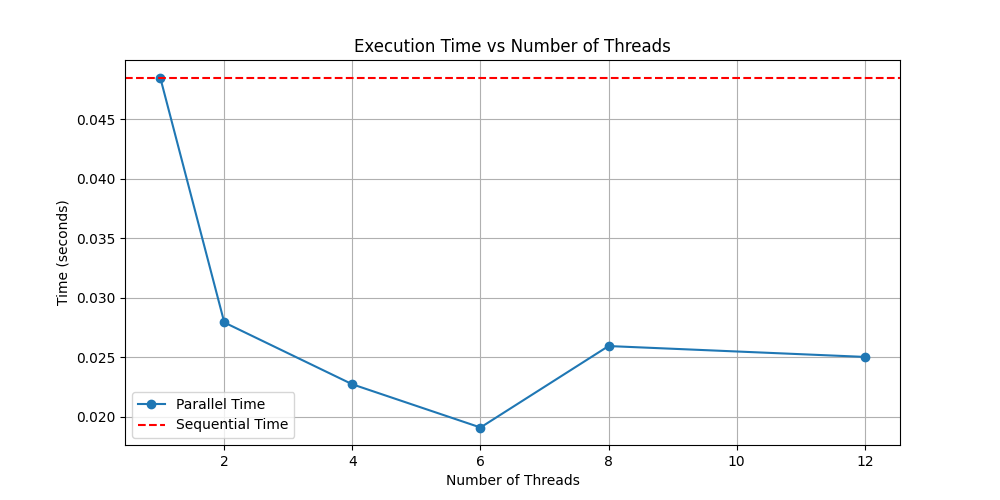 Execution Time vs Number of Threads
Time (seconds)
0.045
0.040
0.035
0.030
0.025
0.020
Parallel Time
Sequential Time
2 4 6 8 10 12
Number of Threads